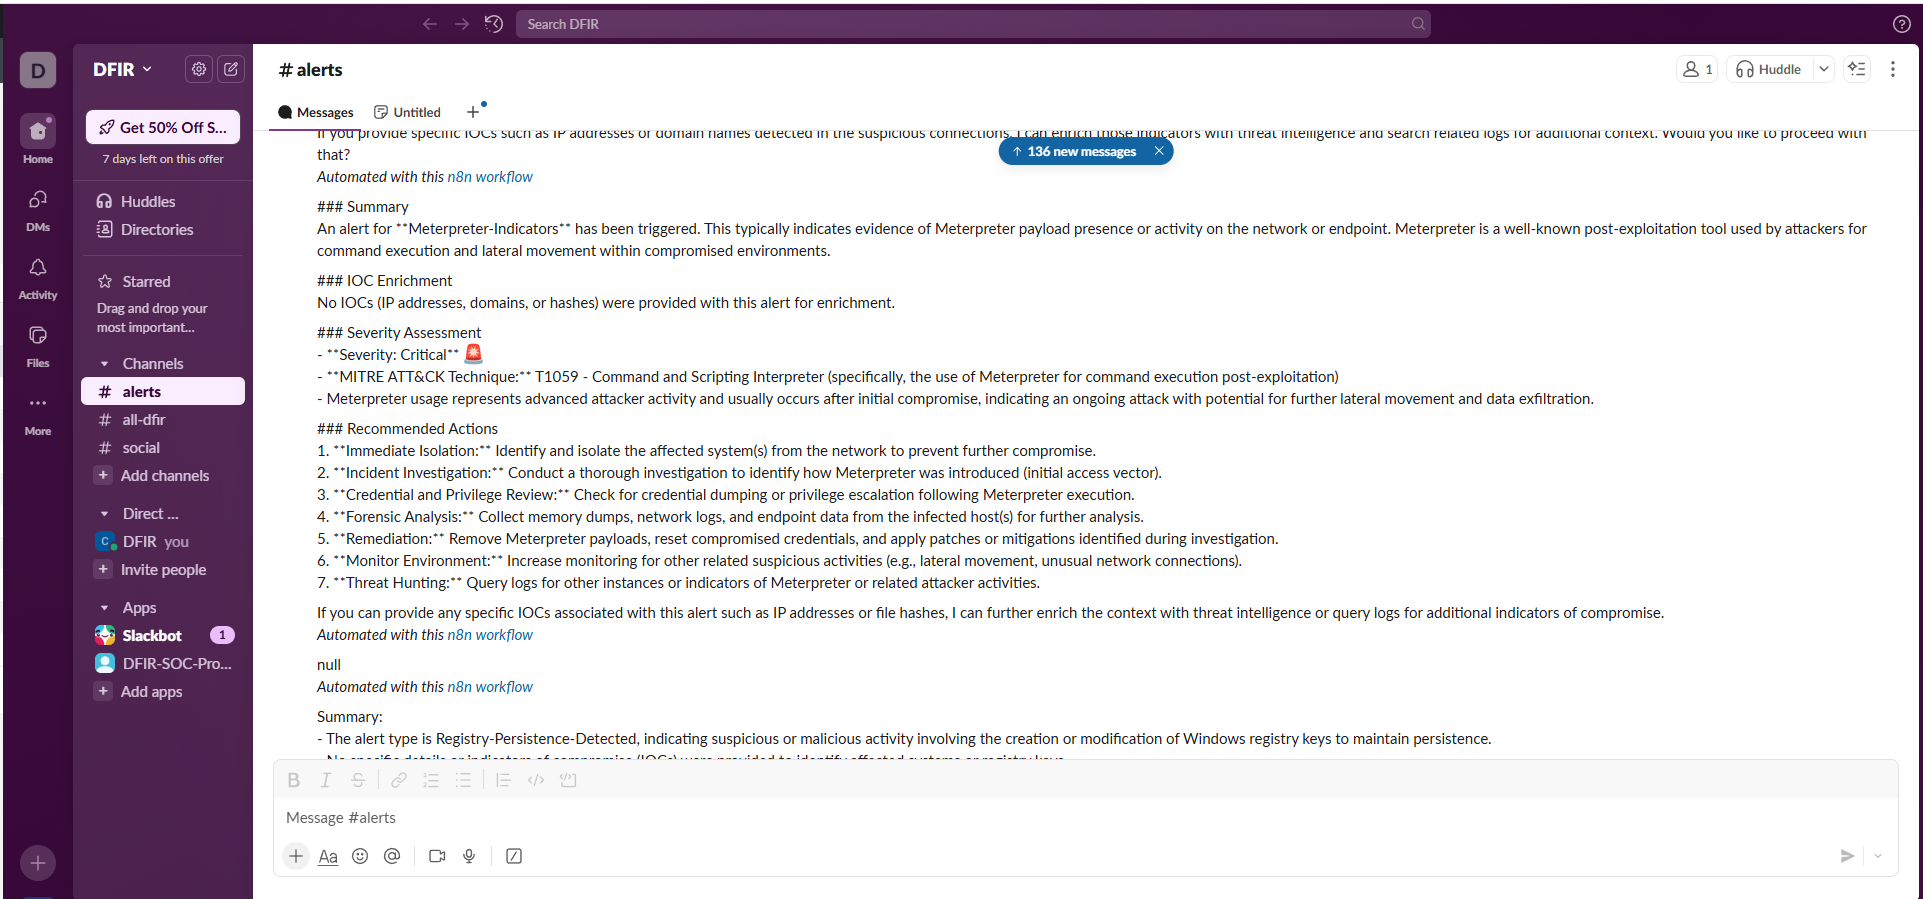 Search DFIR
D
DFIR
# alerts
1
Huddle
Get 50% Off S...
7 days left on this offer
Messages
Untitled
Home
DMs
Activity
Files
More
Huddles
Directories
Starred
Drag and drop your
most important...
Channels
# alerts
# all-dfir
# social
+ Add channels
Direct ...
C DFIR you
+ Invite people
Apps
Slackbot 1
DFIR-SOC-Pro...
+ Add apps
If you provide specific IOCs such as IP addresses or domain names detected in the suspicious connections, I can enrich those indicators with threat intelligence and search related logs for additional context. Would you like to proceed with
that?
↑ 136 new messages ×
Automated with this n8n workflow
### Summary
An alert for **Meterpreter-Indicators** has been triggered. This typically indicates evidence of Meterpreter payload presence or activity on the network or endpoint. Meterpreter is a well-known post-exploitation tool used by attackers for
command execution and lateral movement within compromised environments.
### IOC Enrichment
No IOCs (IP addresses, domains, or hashes) were provided with this alert for enrichment.
### Severity Assessment
- **Severity: Critical** 🚨
- **MITRE ATT&CK Technique:** T1059 - Command and Scripting Interpreter (specifically, the use of Meterpreter for command execution post-exploitation)
- Meterpreter usage represents advanced attacker activity and usually occurs after initial compromise, indicating an ongoing attack with potential for further lateral movement and data exfiltration.
### Recommended Actions
1. **Immediate Isolation:** Identify and isolate the affected system(s) from the network to prevent further compromise.
2. **Incident Investigation:** Conduct a thorough investigation to identify how Meterpreter was introduced (initial access vector).
3. **Credential and Privilege Review:** Check for credential dumping or privilege escalation following Meterpreter execution.
4. **Forensic Analysis:** Collect memory dumps, network logs, and endpoint data from the infected host(s) for further analysis.
5. **Remediation:** Remove Meterpreter payloads, reset compromised credentials, and apply patches or mitigations identified during investigation.
6. **Monitor Environment:** Increase monitoring for other related suspicious activities (e.g., lateral movement, unusual network connections).
7. **Threat Hunting:** Query logs for other instances or indicators of Meterpreter or related attacker activities.
If you can provide any specific IOCs associated with this alert such as IP addresses or file hashes, I can further enrich the context with threat intelligence or query logs for additional indicators of compromise.
Automated with this n8n workflow
null
Automated with this n8n workflow
Summary:
- The alert type is Registry-Persistence-Detected, indicating suspicious or malicious activity involving the creation or modification of Windows registry keys to maintain persistence.
- No specific details or indicators of compromise (IOCs) were provided to identify affected systems or registry keys.
B I S
Message #alerts
+ Aa @